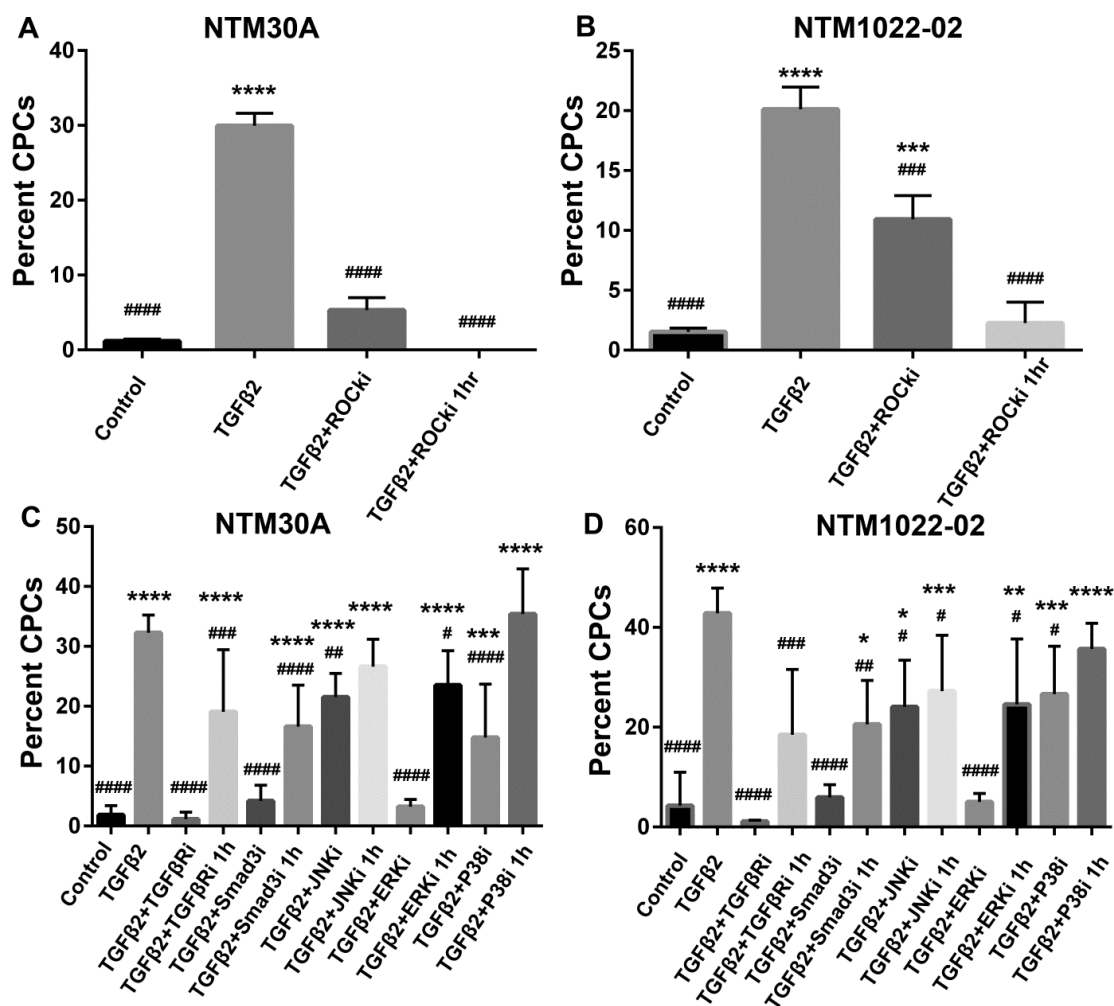 A
NTM30A
Percent CPCs
40
30
20
10
0
####
****
####
####
Control
TGFβ2
TGFβ2+ROCki
TGFβ2+ROCki 1hr
B
NTM1022-02
Percent CPCs
25
20
15
10
5
0
####
****
***
###
####
Control
TGFβ2
TGFβ2+ROCki
TGFβ2+ROCki 1hr
C
NTM30A
Percent CPCs
50
40
30
20
10
0
####
****
####
****
###
####
****
####
****
##
****
####
****
#
***
####
****
Control
TGFβ2
TGFβ2+TGFβRi
TGFβ2+TGFβRi 1h
TGFβ2+Smad3i
TGFβ2+Smad3i 1h
TGFβ2+JNKi
TGFβ2+JNKi 1h
TGFβ2+ERKi
TGFβ2+ERKi 1h
TGFβ2+P38i
TGFβ2+P38i 1h
D
NTM1022-02
Percent CPCs
60
40
20
0
####
****
####
###
####
*
##
*
#
***
#
####
**
#
***
#
****
Control
TGFβ2
TGFβ2+TGFβRi
TGFβ2+TGFβRi 1h
TGFβ2+Smad3i
TGFβ2+Smad3i 1h
TGFβ2+JNKi
TGFβ2+JNKi 1h
TGFβ2+ERKi
TGFβ2+ERKi 1h
TGFβ2+P38i
TGFβ2+P38i 1h